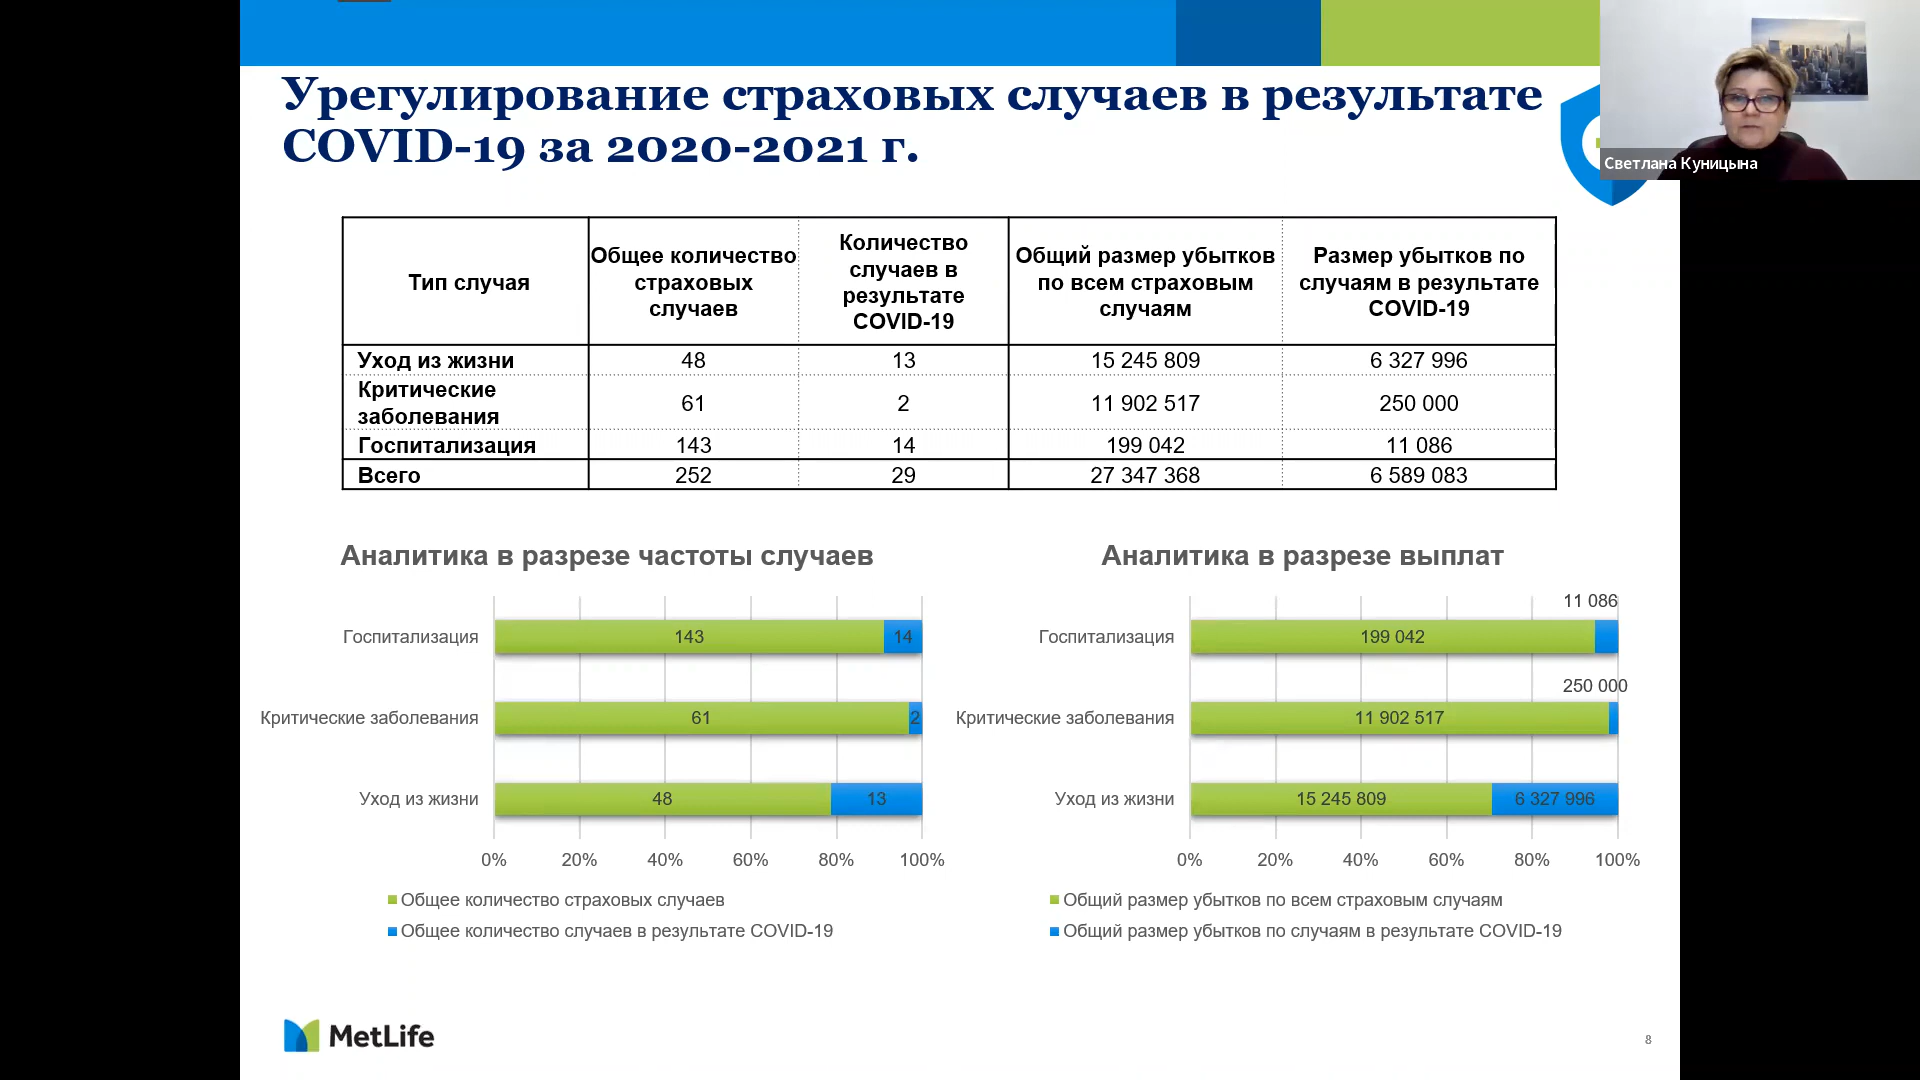 Урегулирование страховых случаев в результате
COVID-19 за 2020-2021 г.
Светлана Куницына
Тип случая
Общее количество
страховых
случаев
Количество
случаев в
результате
COVID-19
Общий размер убытков
по всем страховым
случаям
Размер убытков по
случаям в результате
COVID-19
Уход из жизни 48 13 15 245 809 6 327 996
Критические
заболевания 61 2 11 902 517 250 000
Госпитализация 143 14 199 042 11 086
Всего 252 29 27 347 368 6 589 083
Аналитика в разрезе частоты случаев
Госпитализация 143 14
Критические заболевания 61 2
Уход из жизни 48 13
0% 20% 40% 60% 80% 100%
Общее количество страховых случаев
Общее количество случаев в результате COVID-19
Аналитика в разрезе выплат
11 086
Госпитализация 199 042
250 000
Критические заболевания 11 902 517
Уход из жизни 15 245 809 6 327 996
0% 20% 40% 60% 80% 100%
Общий размер убытков по всем страховым случаям
Общий размер убытков по случаям в результате COVID-19
MetLife
8